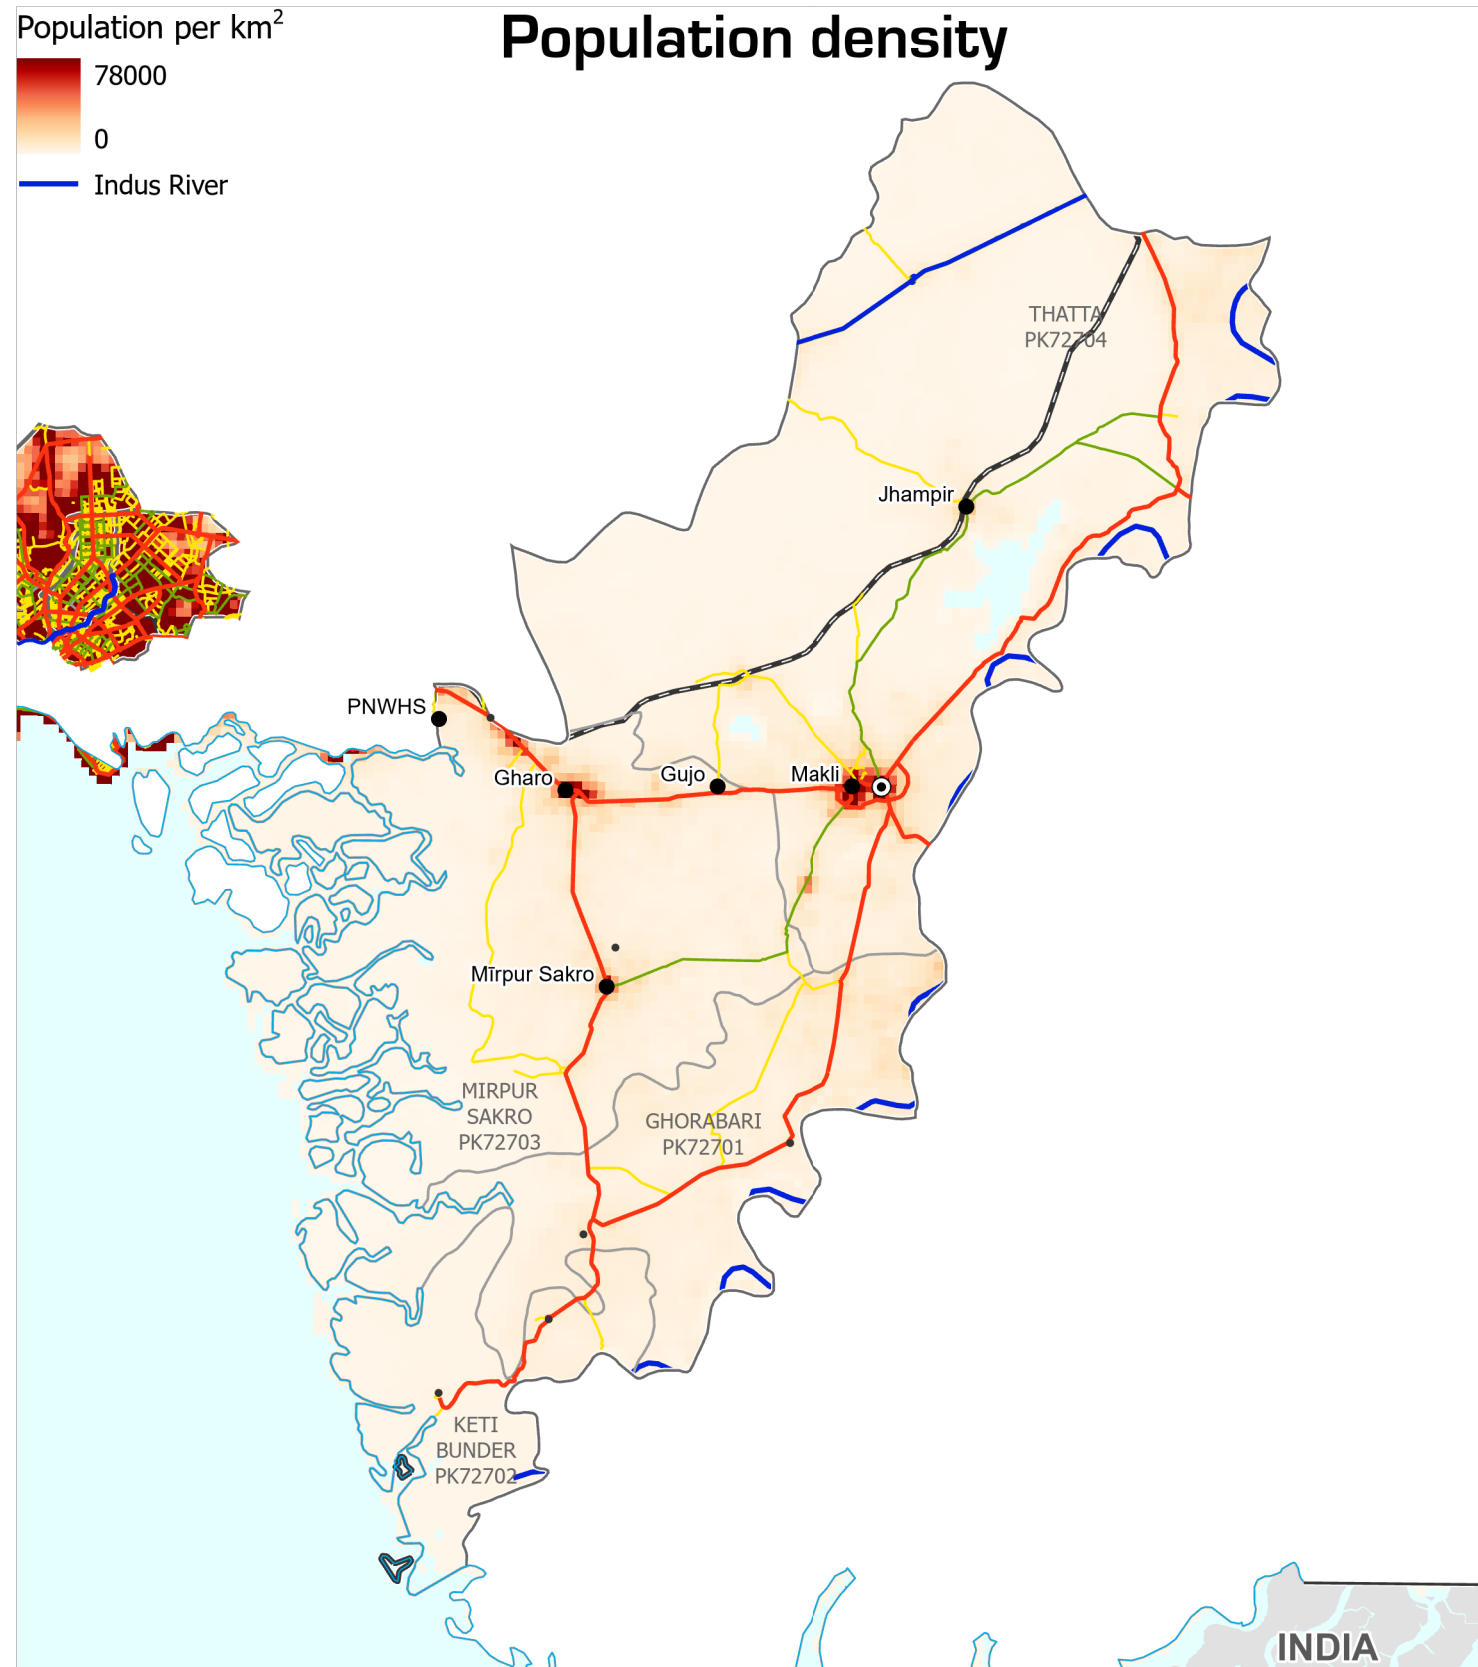 Population density
Population per km²
78000
0
Indus River
THATTA
PK72704
Jhampir
PNWHS
Gharo
Gujo
Makli
Mīrpur Sakro
MIRPUR
SAKRO
PK72703
GHORABARI
PK72701
KETI
BUNDER
PK72702
INDIA